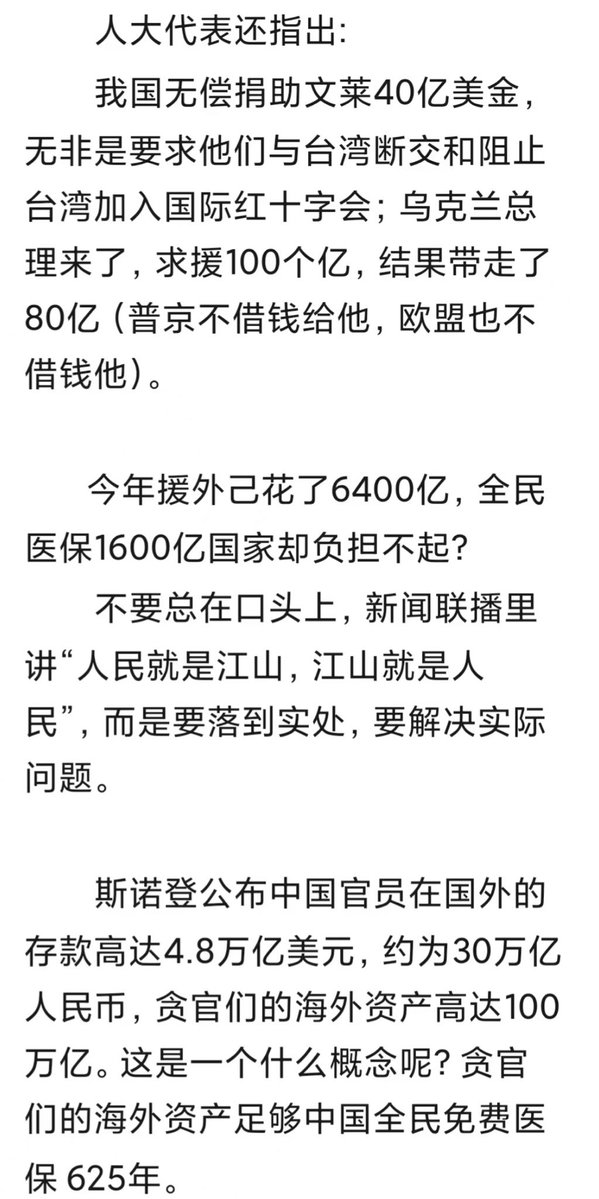 人大代表还指出:
我国无偿捐助文莱40亿美金,
无非是要求他们与台湾断交和阻止
台湾加入国际红十字会；乌克兰总
理来了, 求援100个亿, 结果带走了
80亿 (普京不借钱给他, 欧盟也不
借钱他)。
今年援外己花了6400亿, 全民
医保1600亿国家却负担不起?
不要总在口头上, 新闻联播里
讲“人民就是江山, 江山就是人
民”, 而是要落到实处, 要解决实际
问题。
斯诺登公布中国官员在国外的
存款高达4.8万亿美元, 约为30万亿
人民币, 贪官们的海外资产高达100
万亿。这是一个什么概念呢? 贪官
们的海外资产足够中国全民免费医
保 625年。